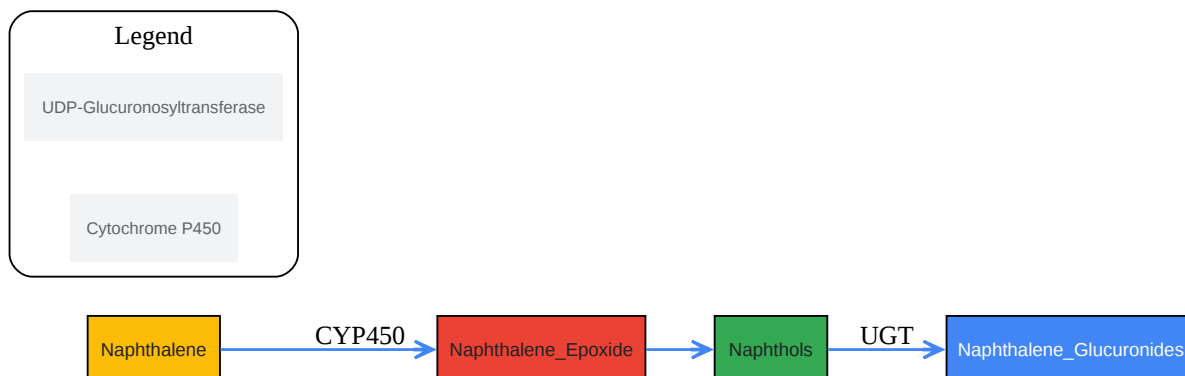 Legend
UDP-Glucuronosyltransferase
Cytochrome P450
CYP450
UGT
Naphthalene
Naphthalene_Epoxide
Naphthols
Naphthalene_Glucuronides